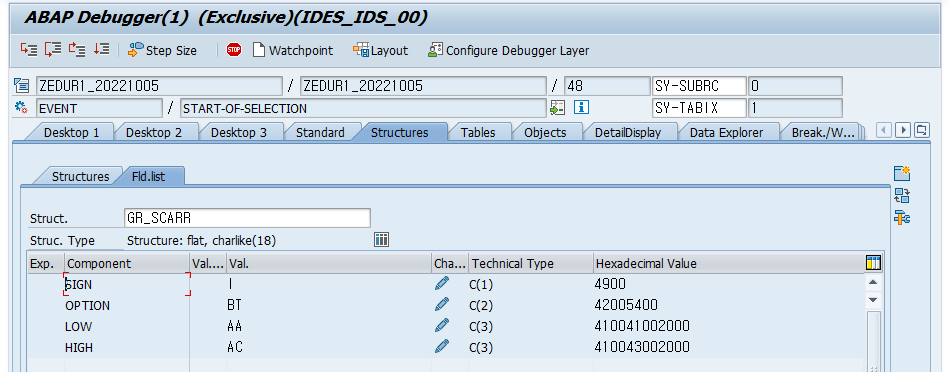 ABAP Debugger(1) (Exclusive)(IDES_IDS_00)
Step Size STOP Watchpoint Layout Configure Debugger Layer
ZEDUR1_20221005 / ZEDUR1_20221005 / 48 SY-SUBRC 0
EVENT / START-OF-SELECTION SY-TABIX 1
Desktop 1 Desktop 2 Desktop 3 Standard Structures Tables Objects DetailDisplay Data Explorer Break./W...
Structures Fld.list
Struct. GR_SCARR
Struc. Type Structure: flat, charlike(18)
Exp. Component Val.... Val. Cha... Technical Type Hexadecimal Value
SIGN I C(1) 4900
OPTION BT C(2) 42005400
LOW AA C(3) 410041002000
HIGH AC C(3) 410043002000